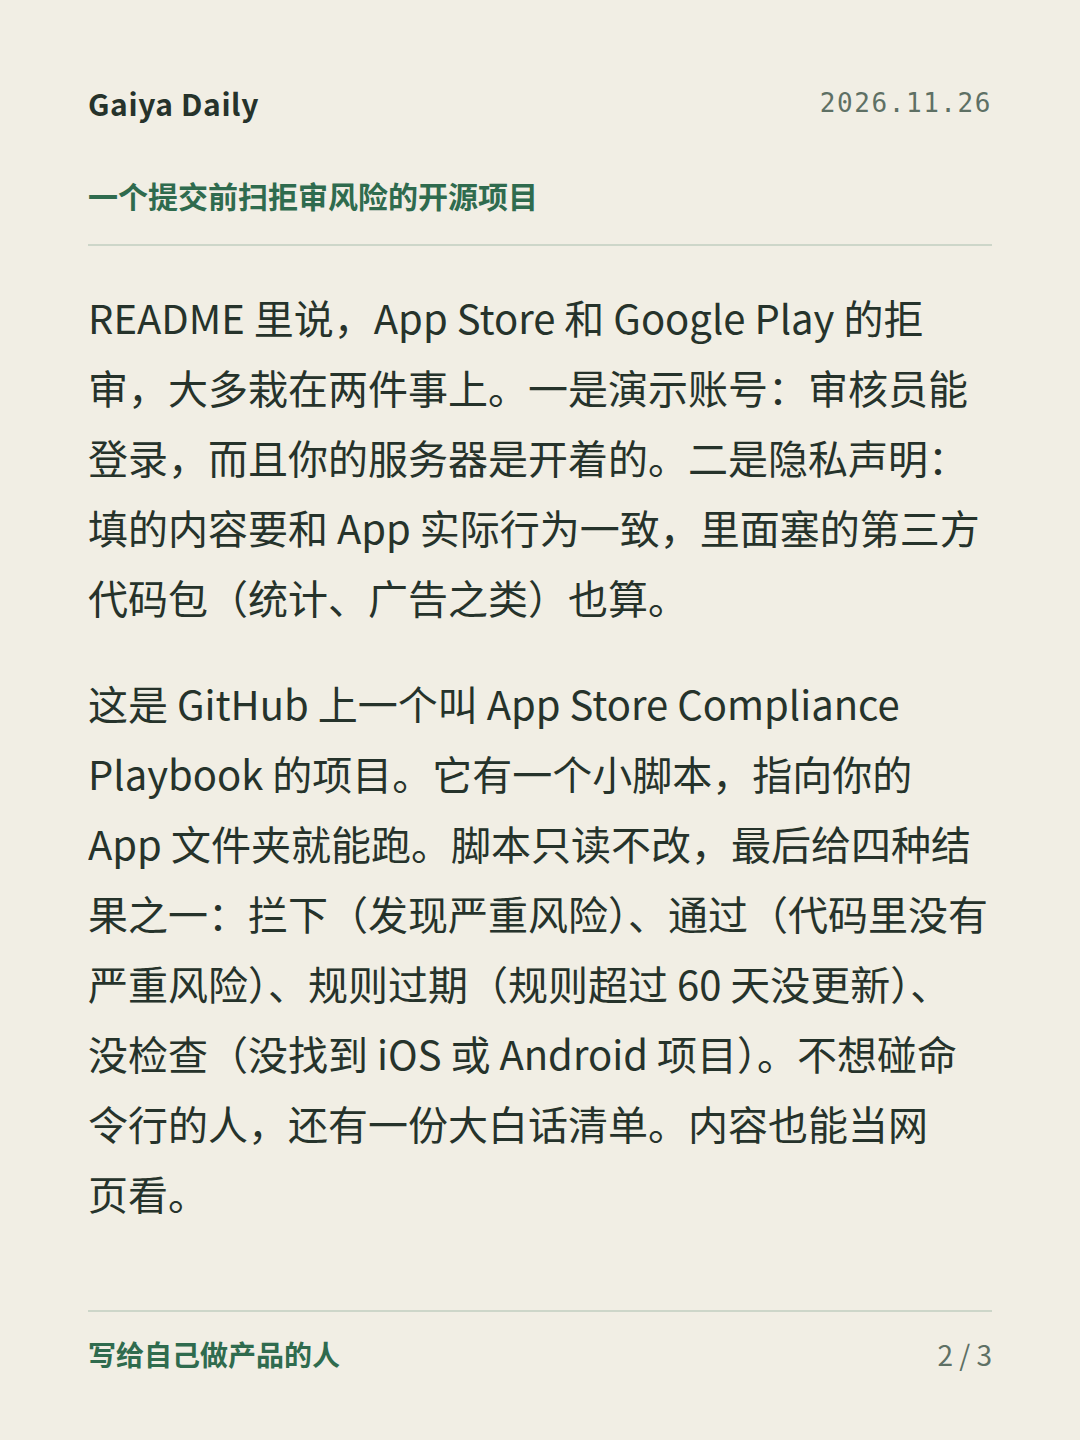 Gaiya Daily
2026.11.26
一个提交前扫拒审风险的开源项目
README 里说，App Store 和 Google Play 的拒
审，大多栽在两件事上。一是演示账号：审核员能
登录，而且你的服务器是开着的。二是隐私声明：
填的内容要和 App 实际行为一致，里面塞的第三方
代码包（统计、广告之类）也算。
这是 GitHub 上一个叫 App Store Compliance
Playbook 的项目。它有一个小脚本，指向你的
App 文件夹就能跑。脚本只读不改，最后给四种结
果之一：拦下（发现严重风险）、通过（代码里没有
严重风险）、规则过期（规则超过 60 天没更新）、
没检查（没找到 iOS 或 Android 项目）。不想碰命
令行的人，还有一份大白话清单。内容也能当网
页看。
写给自己做产品的人
2 / 3